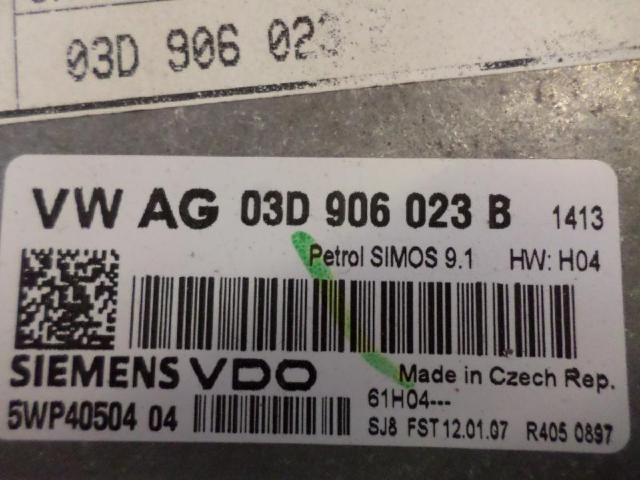 03D 906 023
VW AG 03D 906 023 B 1413
Petrol SIMOS 9.1 HW: H04
SIEMENS VDO Made in Czech Rep.
61H04---
5WP40504 04 SJ8 FST 12.01.07 R405 0897